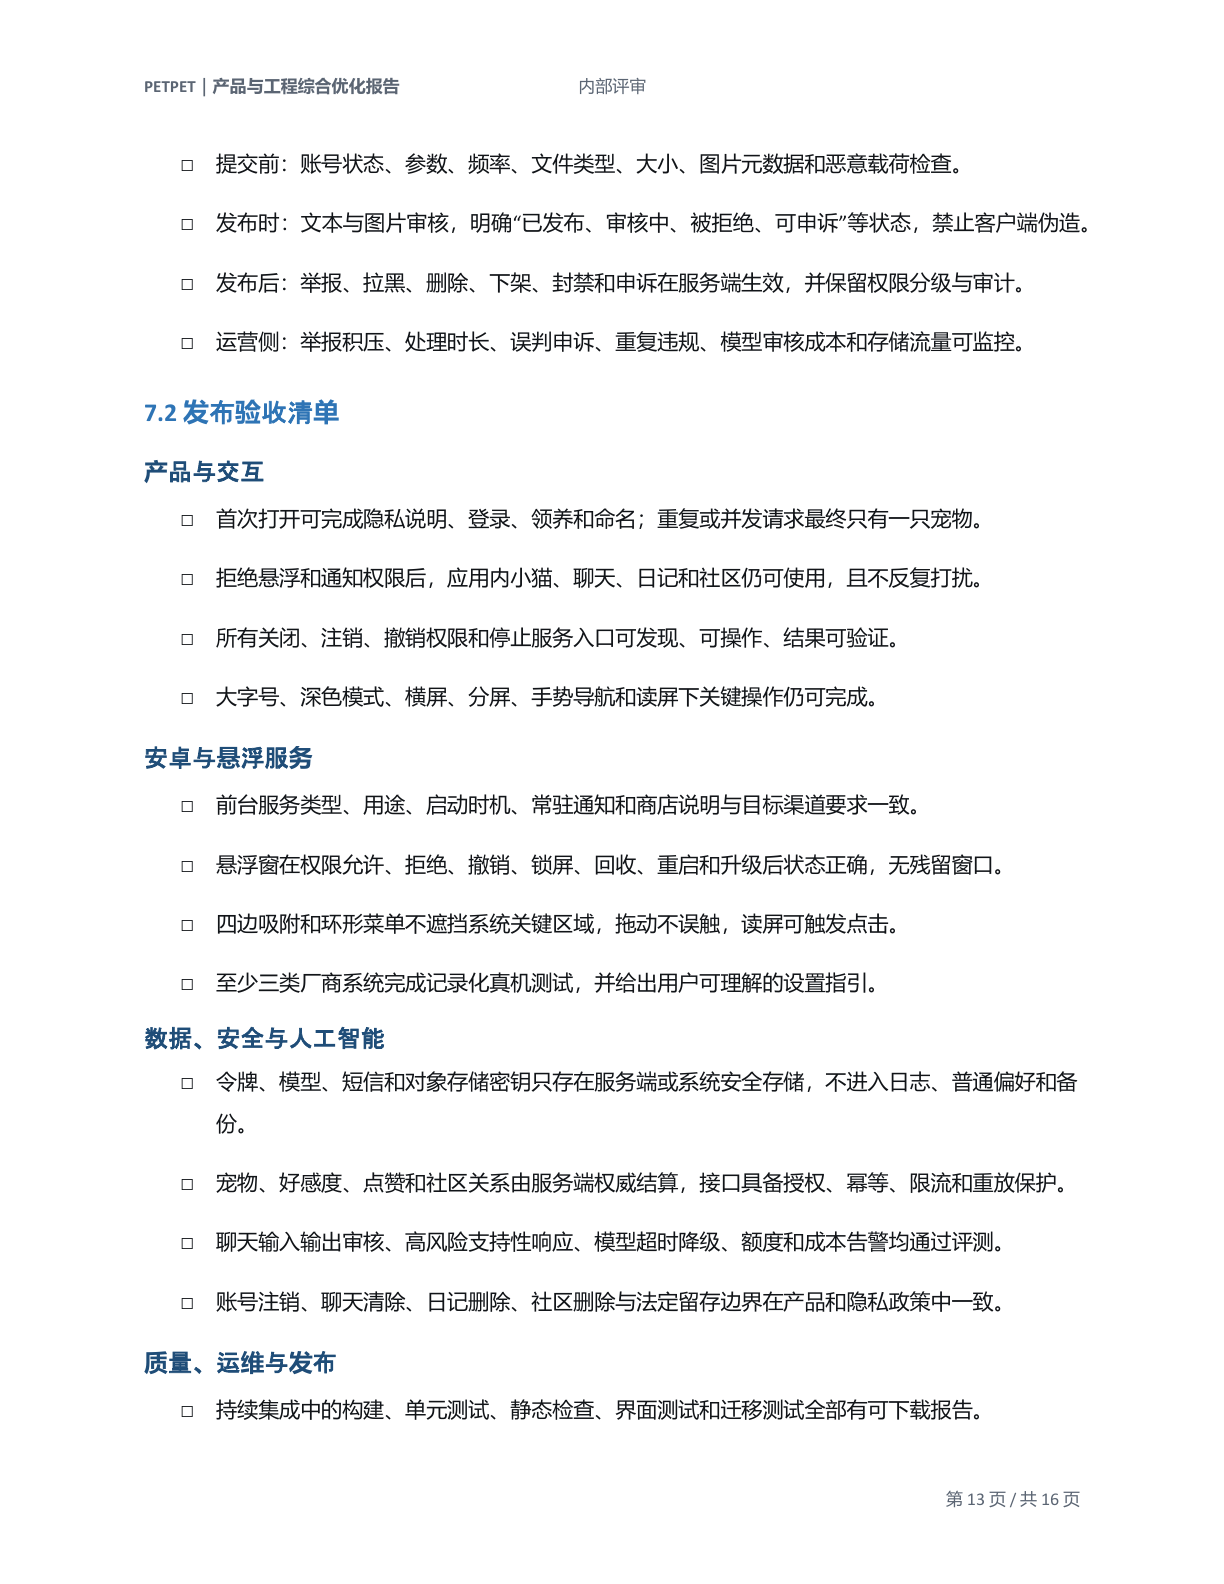 PETPET｜产品与工程综合优化报告 内部评审
□ 提交前：账号状态、参数、频率、文件类型、大小、图片元数据和恶意载荷检查。
□ 发布时：文本与图片审核，明确“已发布、审核中、被拒绝、可申诉”等状态，禁止客户端伪造。
□ 发布后：举报、拉黑、删除、下架、封禁和申诉在服务端生效，并保留权限分级与审计。
□ 运营侧：举报积压、处理时长、误判申诉、重复违规、模型审核成本和存储流量可监控。
7.2 发布验收清单
产品与交互
□ 首次打开可完成隐私说明、登录、领养和命名；重复或并发请求最终只有一只宠物。
□ 拒绝悬浮和通知权限后，应用内小猫、聊天、日记和社区仍可使用，且不反复打扰。
□ 所有关闭、注销、撤销权限和停止服务入口可发现、可操作、结果可验证。
□ 大字号、深色模式、横屏、分屏、手势导航和读屏下关键操作仍可完成。
安卓与悬浮服务
□ 前台服务类型、用途、启动时机、常驻通知和商店说明与目标渠道要求一致。
□ 悬浮窗在权限允许、拒绝、撤销、锁屏、回收、重启和升级后状态正确，无残留窗口。
□ 四边吸附和环形菜单不遮挡系统关键区域，拖动不误触，读屏可触发点击。
□ 至少三类厂商系统完成记录化真机测试，并给出用户可理解的设置指引。
数据、安全与人工智能
□ 令牌、模型、短信和对象存储密钥只存在服务端或系统安全存储，不进入日志、普通偏好和备
份。
□ 宠物、好感度、点赞和社区关系由服务端权威结算，接口具备授权、幂等、限流和重放保护。
□ 聊天输入输出审核、高风险支持性响应、模型超时降级、额度和成本告警均通过评测。
□ 账号注销、聊天清除、日记删除、社区删除与法定留存边界在产品和隐私政策中一致。
质量、运维与发布
□ 持续集成中的构建、单元测试、静态检查、界面测试和迁移测试全部有可下载报告。
第 13 页 / 共 16 页